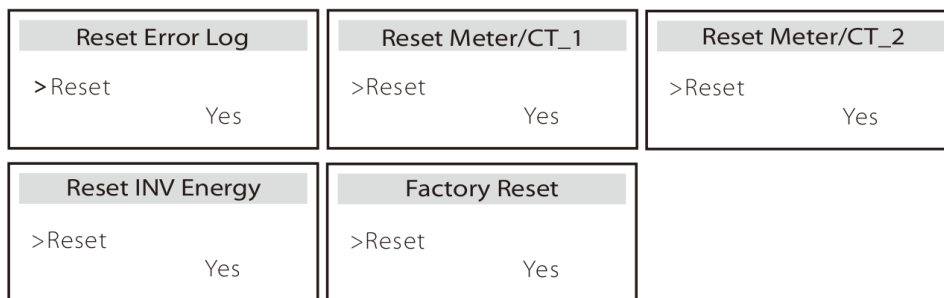 Reset Error Log
>Reset
Yes
Reset Meter/CT_1
>Reset
Yes
Reset Meter/CT_2
>Reset
Yes
Reset INV Energy
>Reset
Yes
Factory Reset
>Reset
Yes